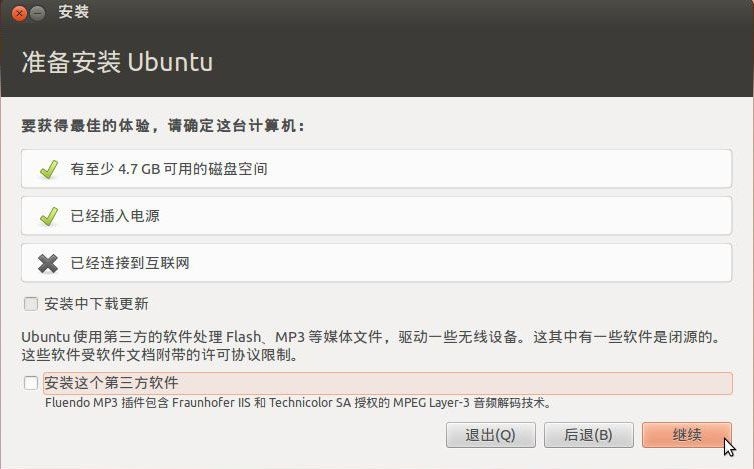 安装
准备安装 Ubuntu
要获得最佳的体验，请确定这台计算机：
有至少 4.7 GB 可用的磁盘空间
已经插入电源
已经连接到互联网
安装中下载更新
Ubuntu 使用第三方的软件处理 Flash、MP3 等媒体文件，驱动一些无线设备。这其中有一些软件是闭源的。
这些软件受软件文档附带的许可协议限制。
安装这个第三方软件
Fluendo MP3 插件包含 Fraunhofer IIS 和 Technicolor SA 授权的 MPEG Layer-3 音频解码技术。
退出(Q) 后退(B) 继续